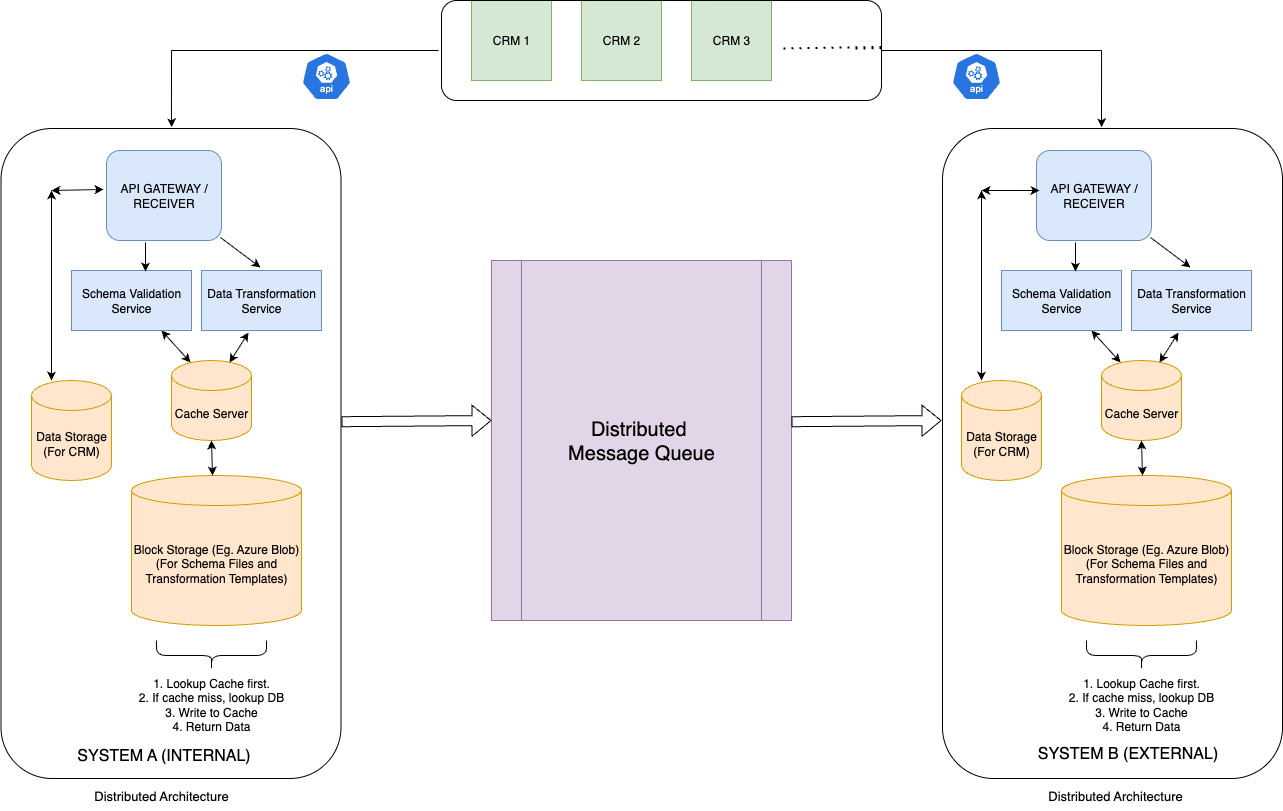 CRM 1
CRM 2
CRM 3
api
api
API GATEWAY /
RECEIVER
Schema Validation
Service
Data Transformation
Service
Cache Server
Data Storage
(For CRM)
Block Storage (Eg. Azure Blob)
(For Schema Files and
Transformation Templates)
1. Lookup Cache first.
2. If cache miss, lookup DB
3. Write to Cache
4. Return Data
SYSTEM A (INTERNAL)
Distributed Architecture
Distributed
Message Queue
API GATEWAY /
RECEIVER
Schema Validation
Service
Data Transformation
Service
Cache Server
Data Storage
(For CRM)
Block Storage (Eg. Azure Blob)
(For Schema Files and
Transformation Templates)
1. Lookup Cache first.
2. If cache miss, lookup DB
3. Write to Cache
4. Return Data
SYSTEM B (EXTERNAL)
Distributed Architecture